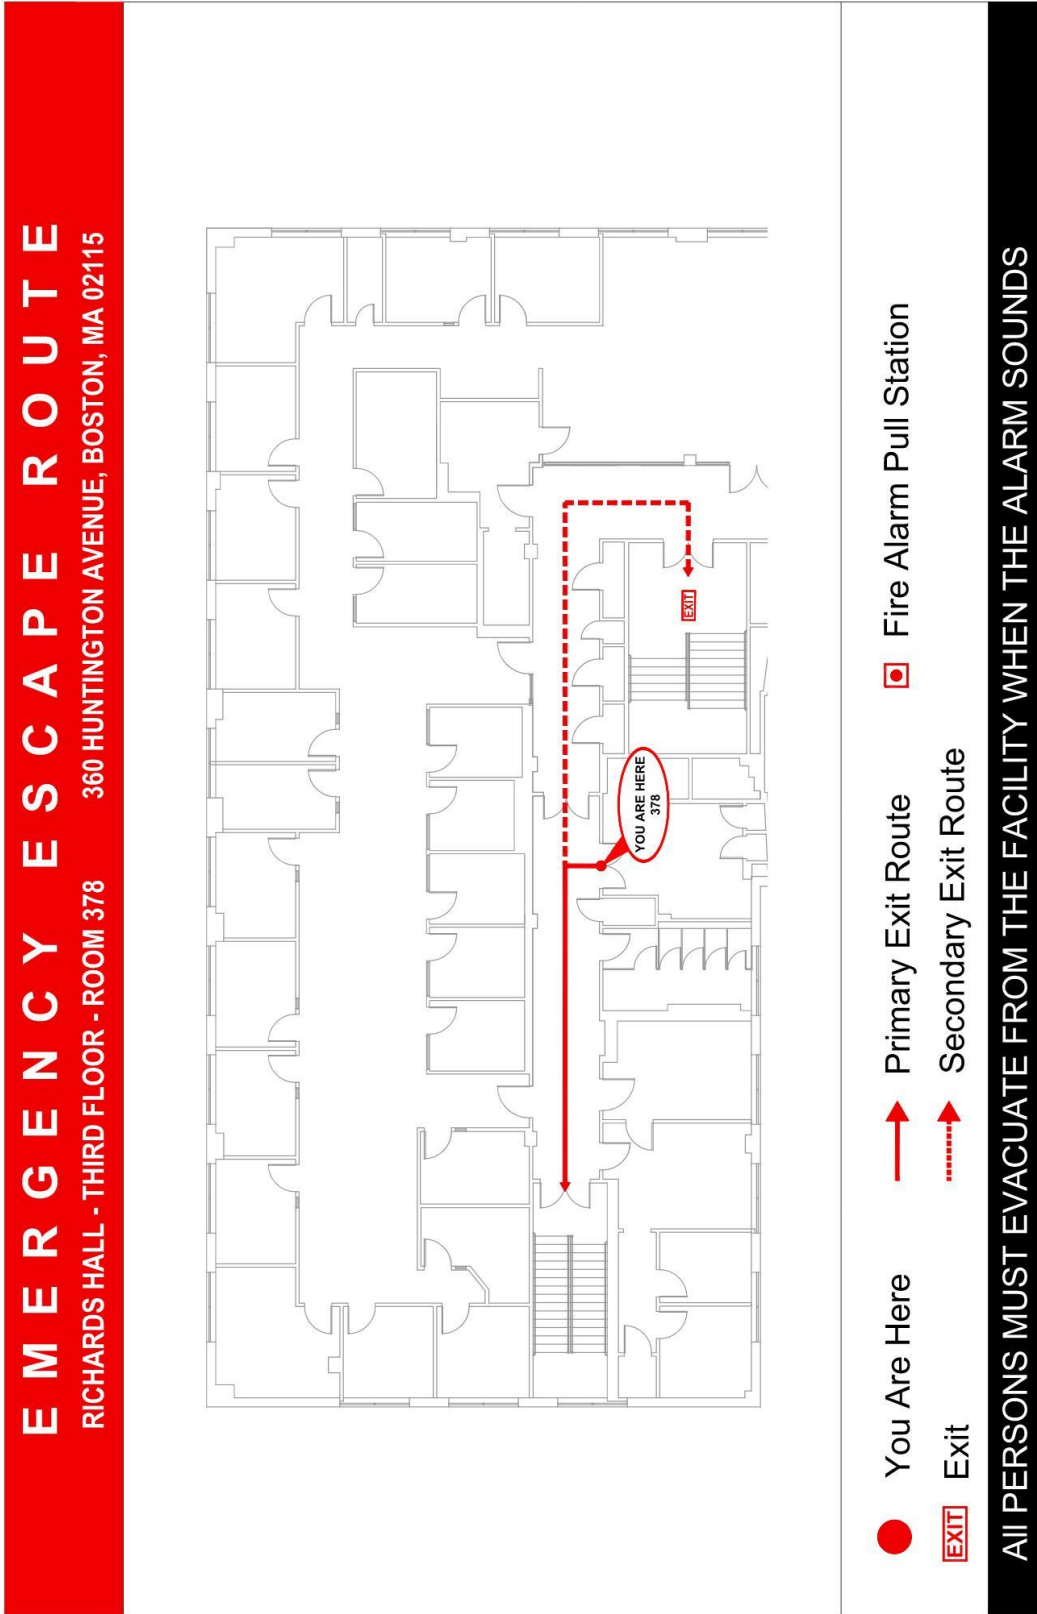 EMERGENCY ESCAPE ROUTE
RICHARDS HALL - THIRD FLOOR - ROOM 378 360 HUNTINGTON AVENUE, BOSTON, MA 02115
EXIT
YOU ARE HERE
378
You Are Here
Primary Exit Route
Fire Alarm Pull Station
EXIT Exit
Secondary Exit Route
All PERSONS MUST EVACUATE FROM THE FACILITY WHEN THE ALARM SOUNDS